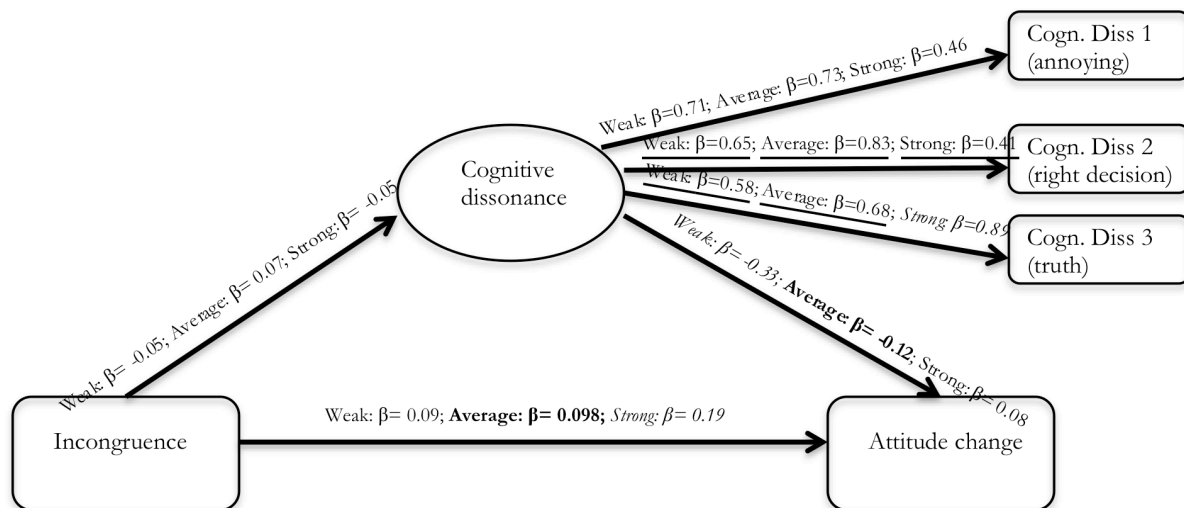 Cogn. Diss 1
(annoying)
Weak: β=0.71; Average: β=0.73; Strong: β=0.46
Weak: β=0.65; Average: β=0.83; Strong: β=0.41
Cogn. Diss 2
(right decision)
Cognitive
dissonance
Weak: β=0.58; Average: β=0.68; Strong: β=0.89
Cogn. Diss 3
(truth)
Weak: β= -0.05; Average: β= 0.07; Strong: β= -0.05
Weak: β= -0.33; Average: β= -0.12; Strong: β= 0.08
Weak: β= 0.09; Average: β= 0.098; Strong: β= 0.19
Incongruence
Attitude change